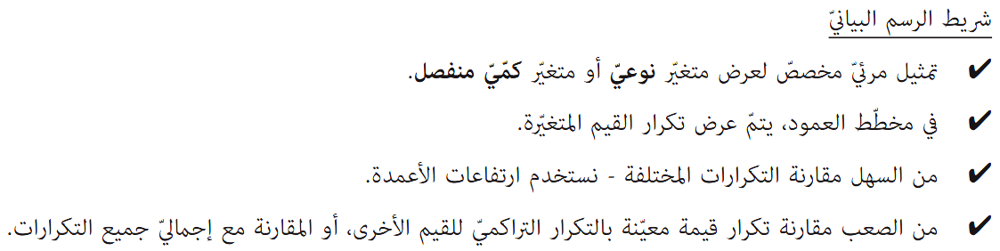 شريط الرسم البيانيّ
✔ تمثيل مرئيّ مخصصّ لعرض متغيّر نوعيّ أو متغيّر كمّيّ منفصل.
✔ في مخطّط العمود، يتمّ عرض تكرار القيم المتغيّرة.
✔ من السهل مقارنة التكرارات المختلفة - نستخدم ارتفاعات الأعمدة.
✔ من الصعب مقارنة تكرار قيمة معيّنة بالتكرار التراكميّ للقيم الأخرى، أو المقارنة مع إجماليّ جميع التكرارات.